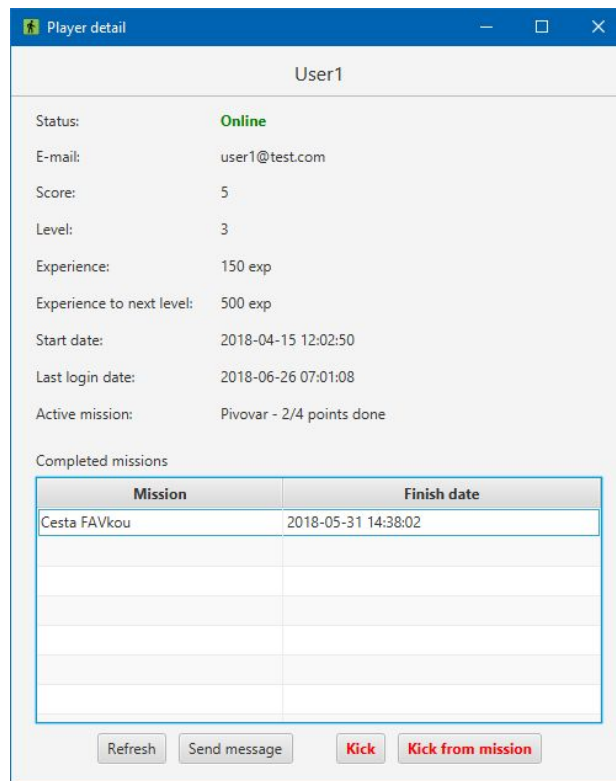 Player detail
User1
Status: Online
E-mail: user1@test.com
Score: 5
Level: 3
Experience: 150 exp
Experience to next level: 500 exp
Start date: 2018-04-15 12:02:50
Last login date: 2018-06-26 07:01:08
Active mission: Pivovar - 2/4 points done
Completed missions
Mission Finish date
Cesta FAVkou 2018-05-31 14:38:02
Refresh Send message Kick Kick from mission